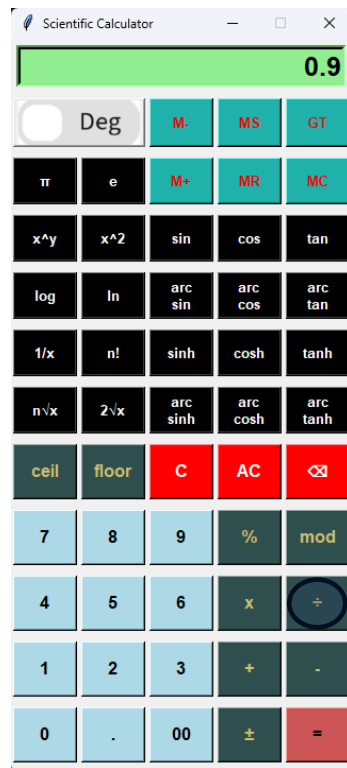 Scientific Calculator
0.9
Deg M- MS GT
π e M+ MR MC
x^y x^2 sin cos tan
log ln arc sin arc cos arc tan
1/x n! sinh cosh tanh
n√x 2√x arc sinh arc cosh arc tanh
ceil floor C AC ⌫
7 8 9 % mod
4 5 6 x ÷
1 2 3 + -
0 . 00 ± =